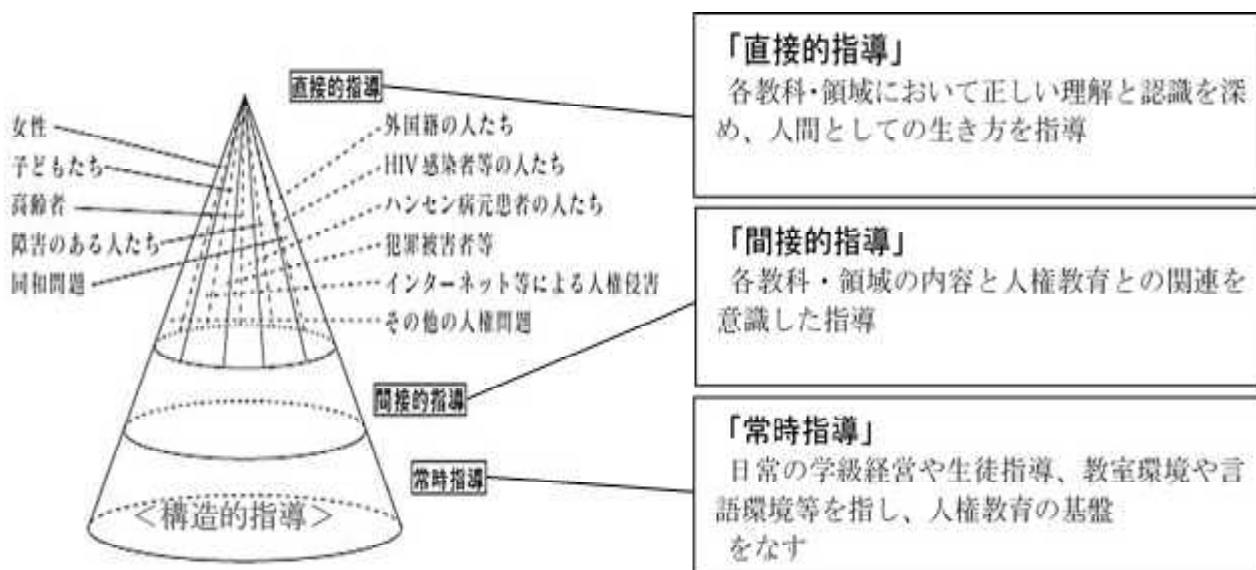 直接的指導
女性
子どもたち
高齢者
障害のある人たち
同和問題
外国籍の人たち
HIV感染者等の人たち
ハンセン病元患者の人たち
犯罪被害者等
インターネット等による人権侵害
その他の人権問題
間接的指導
常時指導
＜構造的指導＞
「直接的指導」
各教科・領域において正しい理解と認識を深
め、人間としての生き方を指導
「間接的指導」
各教科・領域の内容と人権教育との関連を
意識した指導
「常時指導」
日常の学級経営や生徒指導、教室環境や言
語環境等を指し、人権教育の基盤
をなす